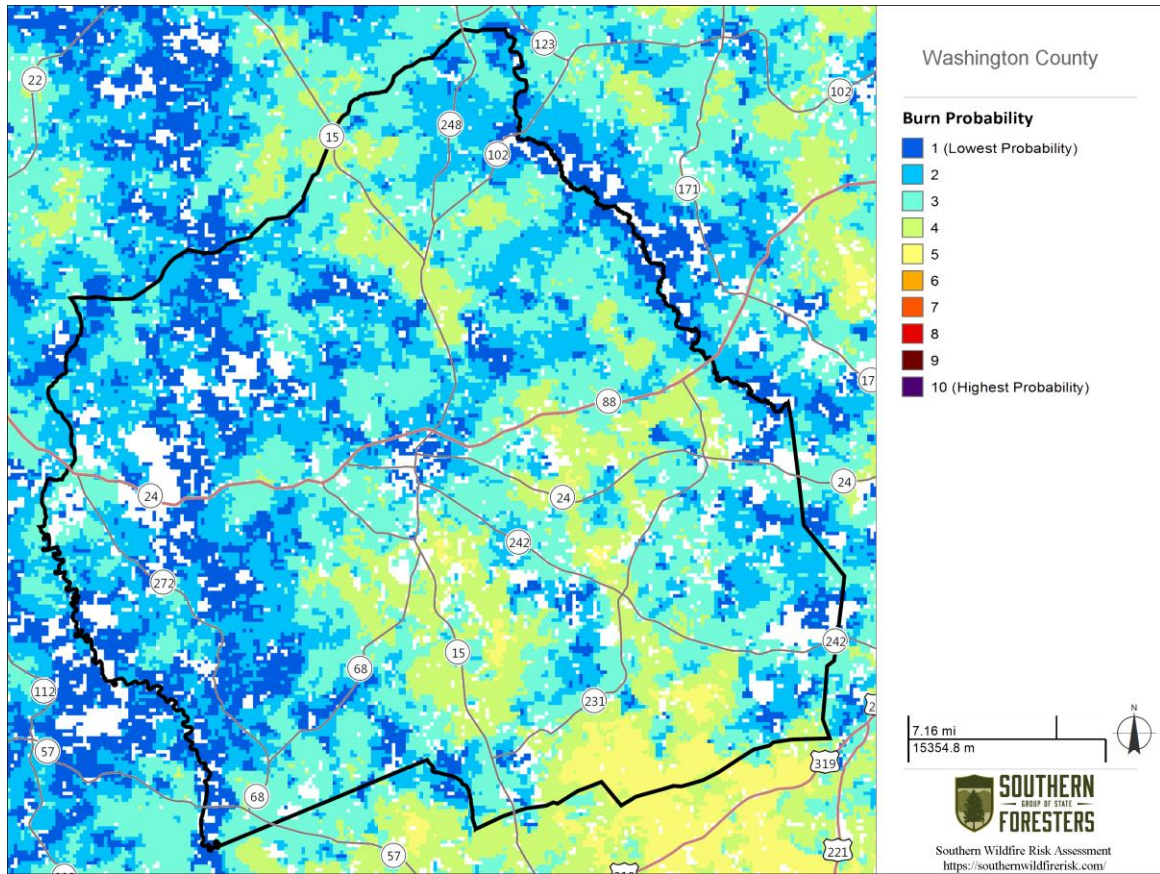 Washington County
Burn Probability
1 (Lowest Probability)
2
3
4
5
6
7
8
9
10 (Highest Probability)
22
123
102
15
248
102
171
17
88
24
24
24
242
272
242
15
68
112
231
2
57
319
68
57
221
7.16 mi
15354.8 m
N
SOUTHERN
GROUP OF STATE
FORESTERS
Southern Wildfire Risk Assessment
https://southernwildfirerisk.com/